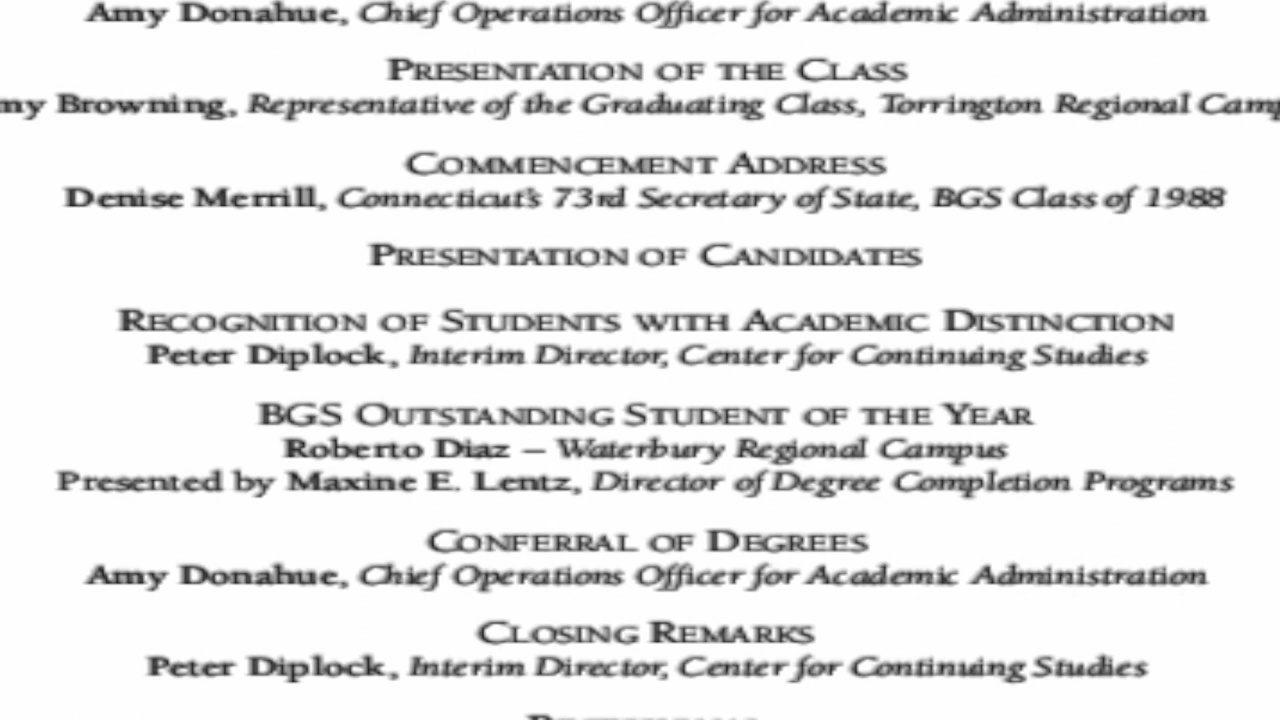 Amy Donahue, Chief Operations Officer for Academic Administration
PRESENTATION OF THE CLASS
my Browning, Representative of the Graduating Class, Torrington Regional Camp
COMMENCEMENT ADDRESS
Denise Merrill, Connecticut's 73rd Secretary of State, BGS Class of 1988
PRESENTATION OF CANDIDATES
RECOGNITION OF STUDENTS WITH ACADEMIC DISTINCTION
Peter Diplock, Interim Director, Center for Continuing Studies
BGS OUTSTANDING STUDENT OF THE YEAR
Roberto Diaz – Waterbury Regional Campus
Presented by Maxine E. Lentz, Director of Degree Completion Programs
CONFERRAL OF DEGREES
Amy Donahue, Chief Operations Officer for Academic Administration
CLOSING REMARKS
Peter Diplock, Interim Director, Center for Continuing Studies